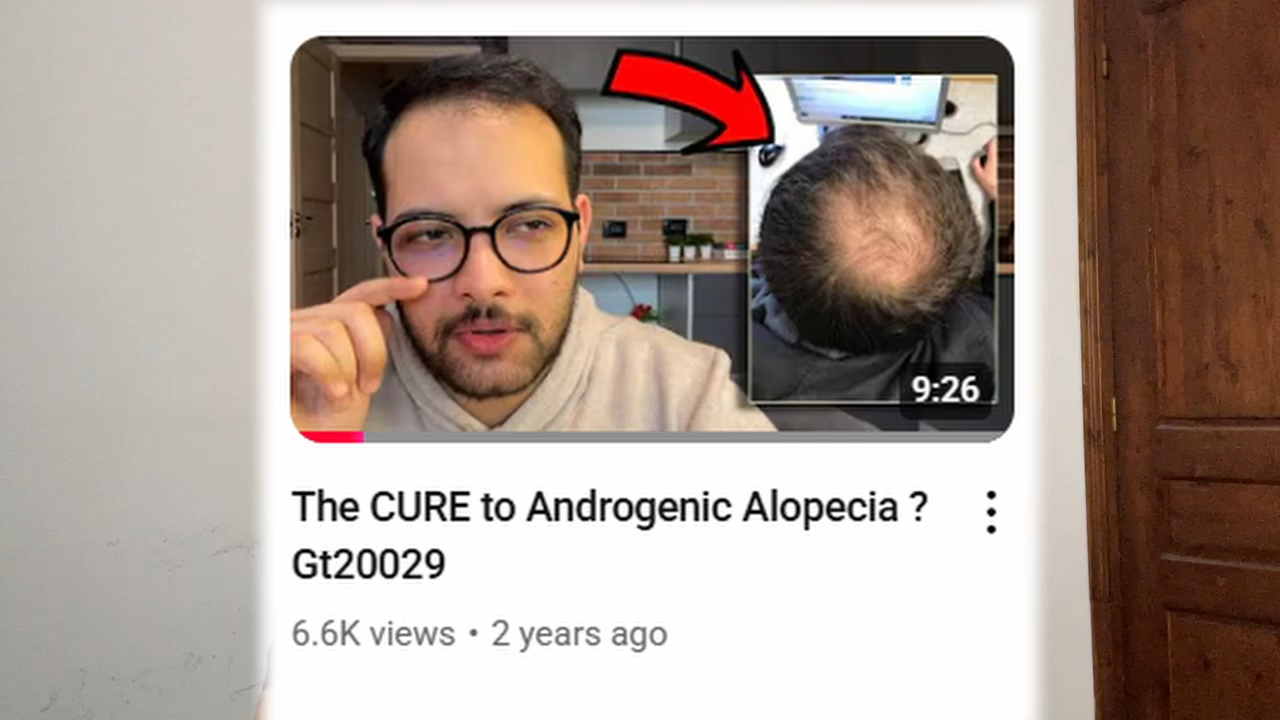 9:26
The CURE to Androgenic Alopecia ?
Gt20029
6.6K views • 2 years ago